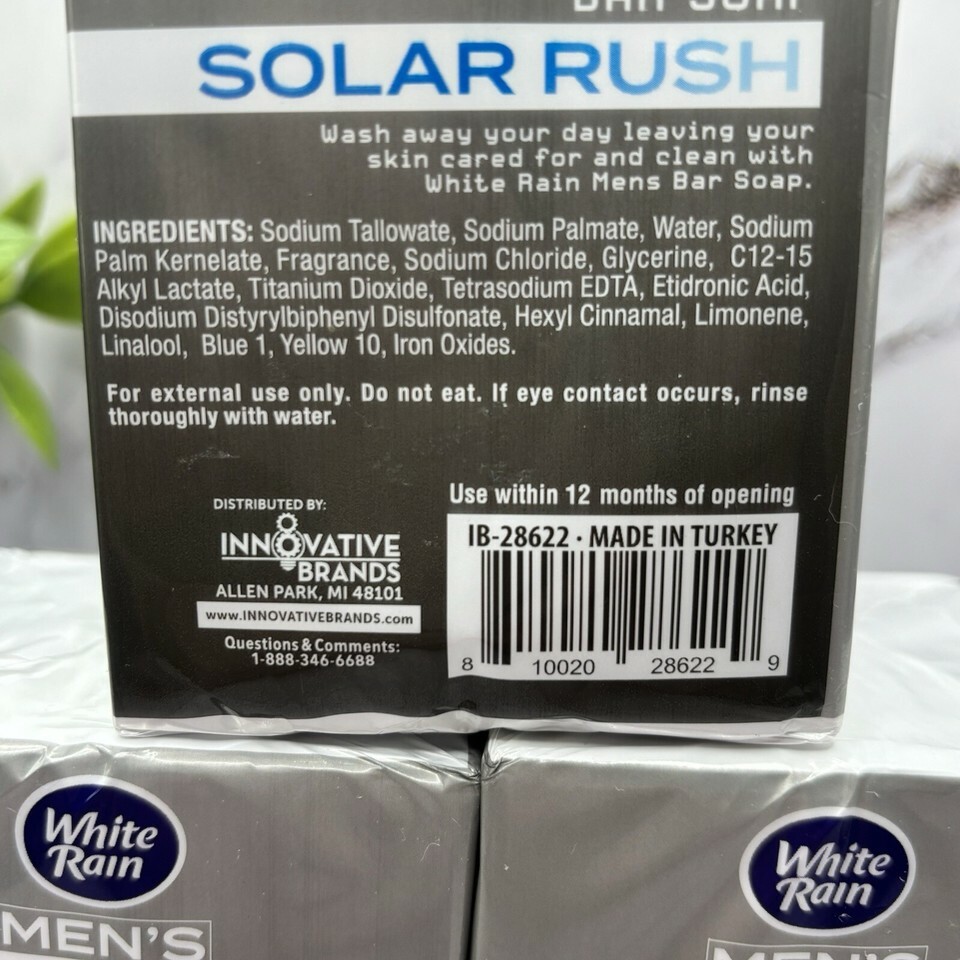 BAR SOAP
SOLAR RUSH
Wash away your day leaving your
skin cared for and clean with
White Rain Mens Bar Soap.
INGREDIENTS: Sodium Tallowate, Sodium Palmate, Water, Sodium
Palm Kernelate, Fragrance, Sodium Chloride, Glycerine, C12-15
Alkyl Lactate, Titanium Dioxide, Tetrasodium EDTA, Etidronic Acid,
Disodium Distyrylbiphenyl Disulfonate, Hexyl Cinnamal, Limonene,
Linalool, Blue 1, Yellow 10, Iron Oxides.
For external use only. Do not eat. If eye contact occurs, rinse
thoroughly with water.
Use within 12 months of opening
DISTRIBUTED BY:
INNOVATIVE
BRANDS
ALLEN PARK, MI 48101
www.INNOVATIVEBRANDS.com
Questions & Comments:
1-888-346-6688
IB-28622 · MADE IN TURKEY
8 10020 28622 9
White
Rain
MEN'S
White
Rain
MEN'S